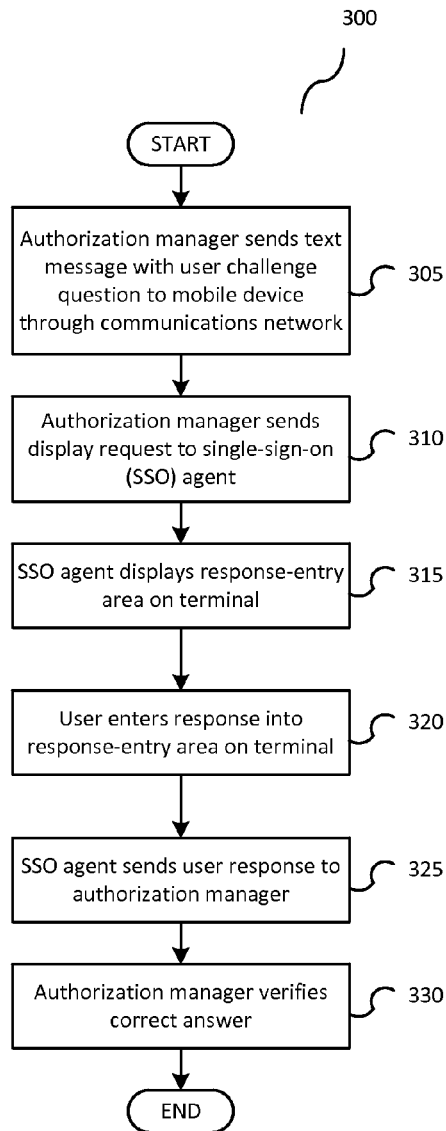 300
START
Authorization manager sends text
message with user challenge
question to mobile device
through communications network
305
Authorization manager sends
display request to single-sign-on
(SSO) agent
310
SSO agent displays response-entry
area on terminal
315
User enters response into
response-entry area on terminal
320
SSO agent sends user response to
authorization manager
325
Authorization manager verifies
correct answer
330
END